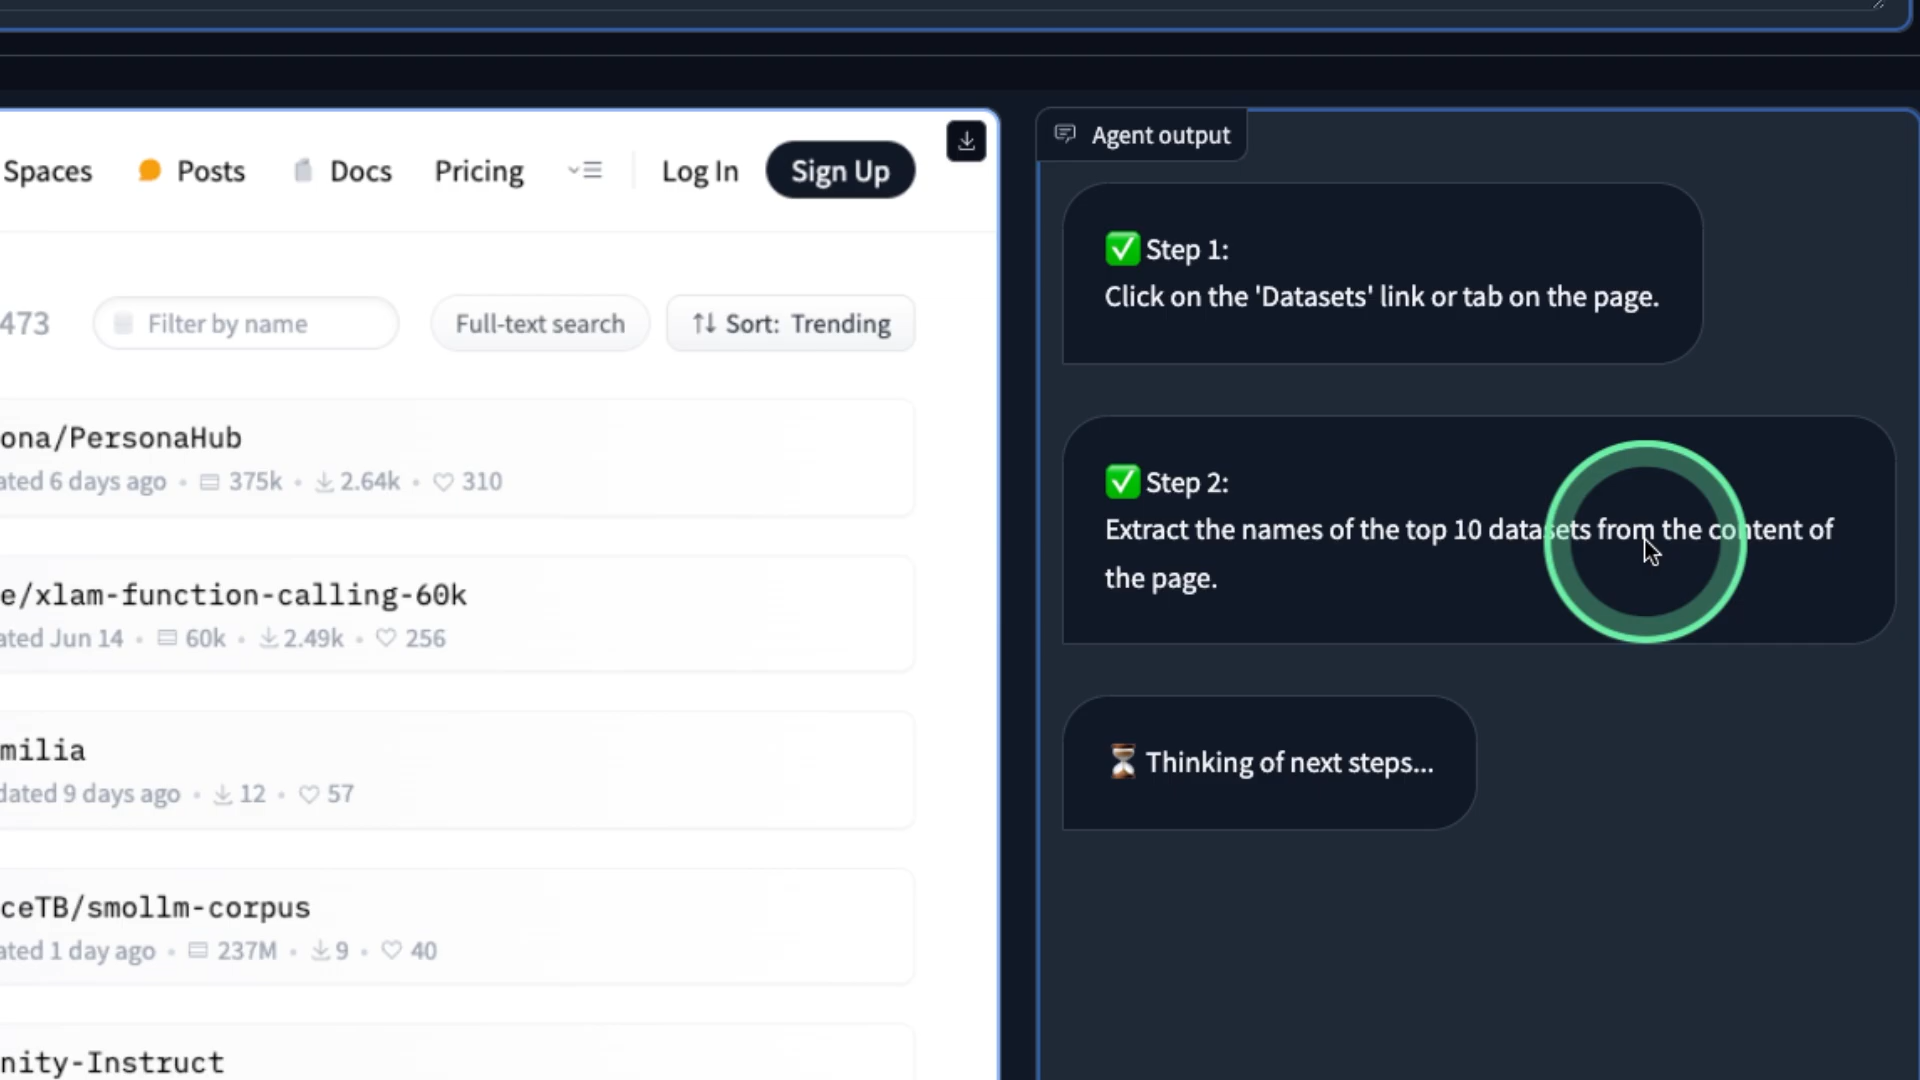 Spaces Posts Docs Pricing Log In Sign Up
473 Filter by name Full-text search Sort: Trending
ona/PersonaHub
ated 6 days ago • 375k • 2.64k • 310
e/xlam-function-calling-60k
ated Jun 14 • 60k • 2.49k • 256
milia
dated 9 days ago • 12 • 57
ceTB/smollm-corpus
ated 1 day ago • 237M • 9 • 40
nity-Instruct
Agent output
Step 1:
Click on the 'Datasets' link or tab on the page.
Step 2:
Extract the names of the top 10 datasets from the content of
the page.
Thinking of next steps...